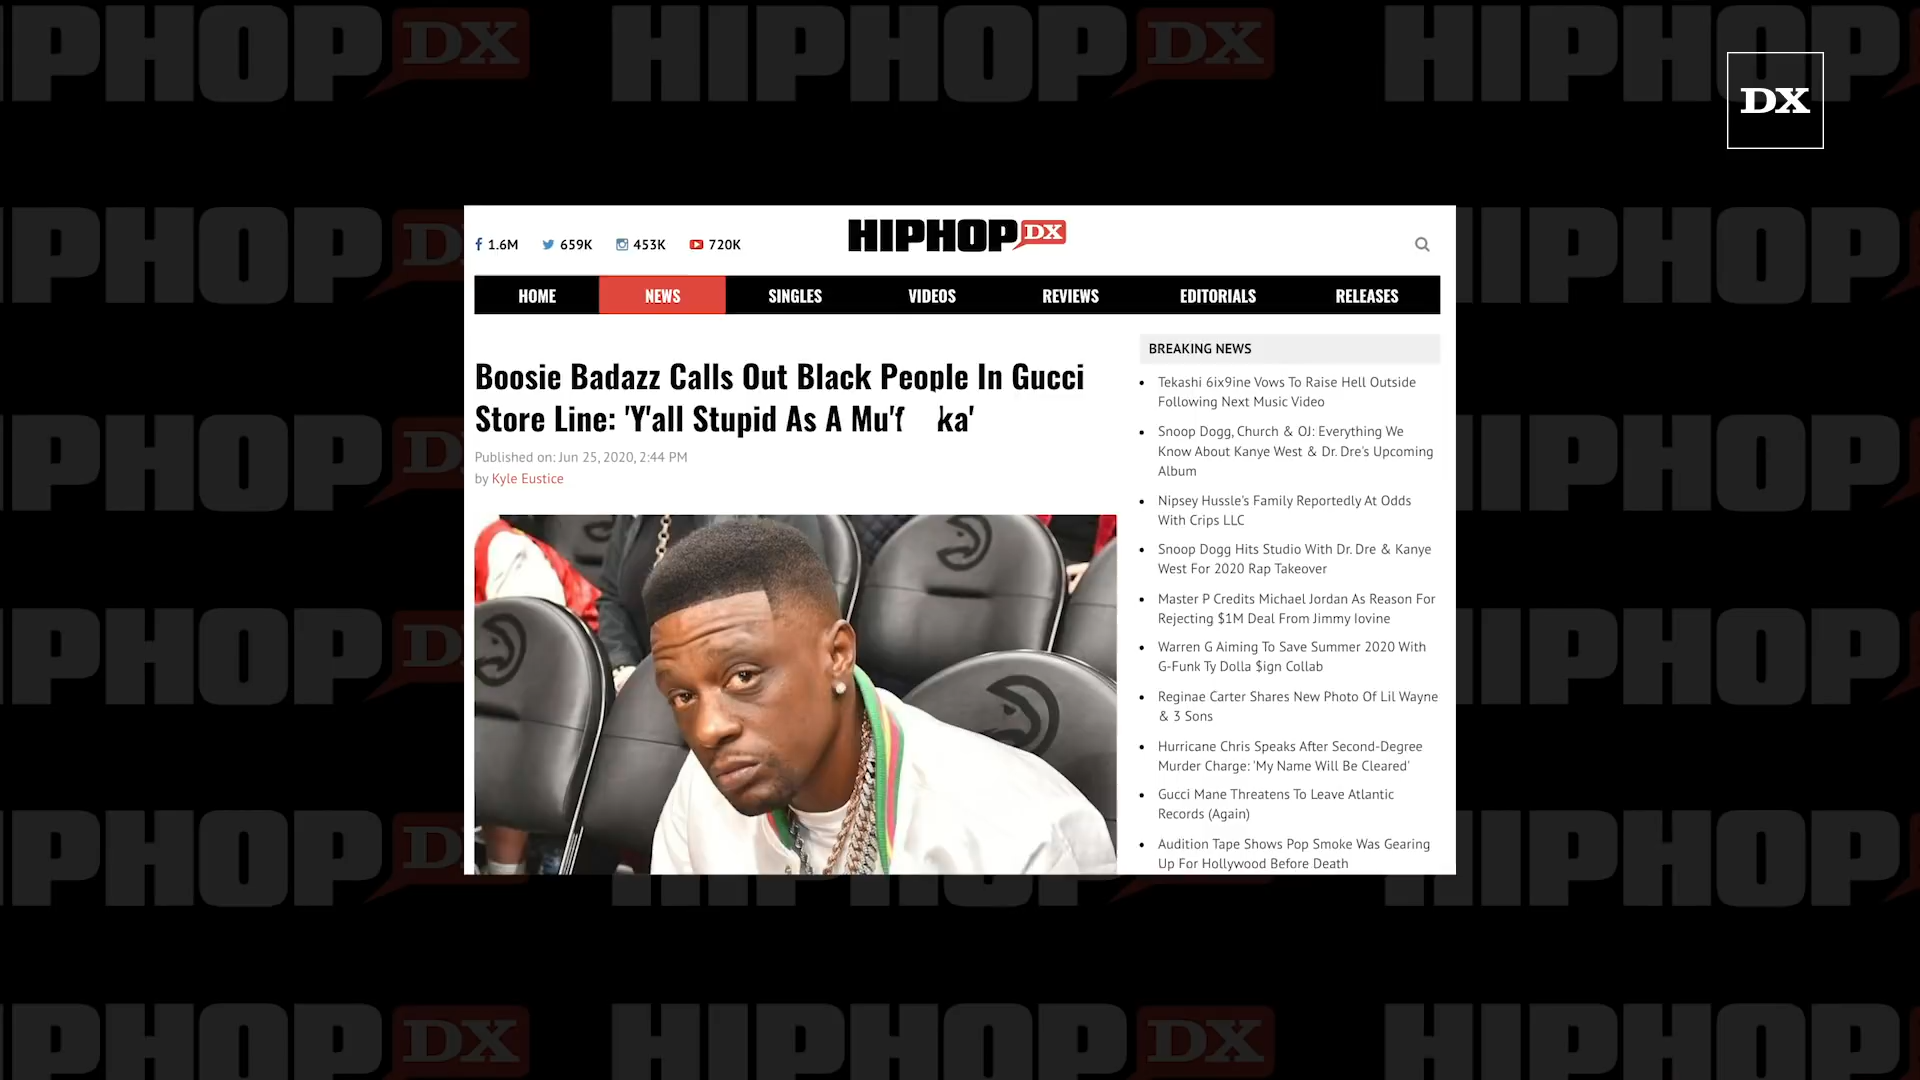 HIPHOP DX HIPHOP DX HIPHOP
DX
f 1.6M 659K 453K 720K
HIPHOP DX
HOME NEWS SINGLES VIDEOS REVIEWS EDITORIALS RELEASES
Boosie Badazz Calls Out Black People In Gucci
Store Line: 'Y'all Stupid As A Mu'f ka'
Published on: Jun 25, 2020, 2:44 PM
by Kyle Eustice
BREAKING NEWS
Tekashi 6ix9ine Vows To Raise Hell Outside
Following Next Music Video
Snoop Dogg, Church & OJ: Everything We
Know About Kanye West & Dr. Dre's Upcoming
Album
Nipsey Hussle's Family Reportedly At Odds
With Crips LLC
Snoop Dogg Hits Studio With Dr. Dre & Kanye
West For 2020 Rap Takeover
Master P Credits Michael Jordan As Reason For
Rejecting $1M Deal From Jimmy Iovine
Warren G Aiming To Save Summer 2020 With
G-Funk Ty Dolla $ign Collab
Reginae Carter Shares New Photo Of Lil Wayne
& 3 Sons
Hurricane Chris Speaks After Second-Degree
Murder Charge: 'My Name Will Be Cleared'
Gucci Mane Threatens To Leave Atlantic
Records (Again)
Audition Tape Shows Pop Smoke Was Gearing
Up For Hollywood Before Death